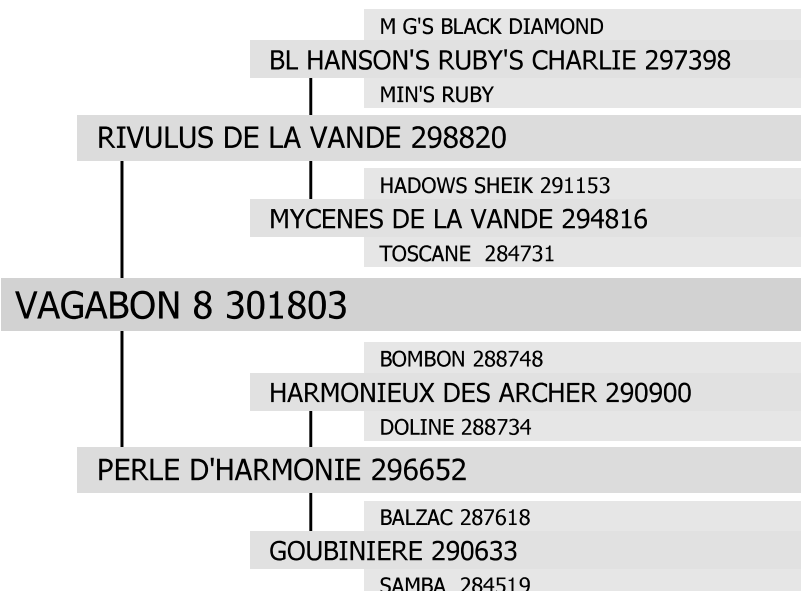 M G'S BLACK DIAMOND
BL HANSON'S RUBY'S CHARLIE 297398
MIN'S RUBY
RIVULUS DE LA VANDE 298820
HADOWS SHEIK 291153
MYCENES DE LA VANDE 294816
TOSCANE  284731
VAGABON 8 301803
BOMBON 288748
HARMONIEUX DES ARCHER 290900
DOLINE 288734
PERLE D'HARMONIE 296652
BALZAC 287618
GOUBINIERE 290633
SAMBA  284519